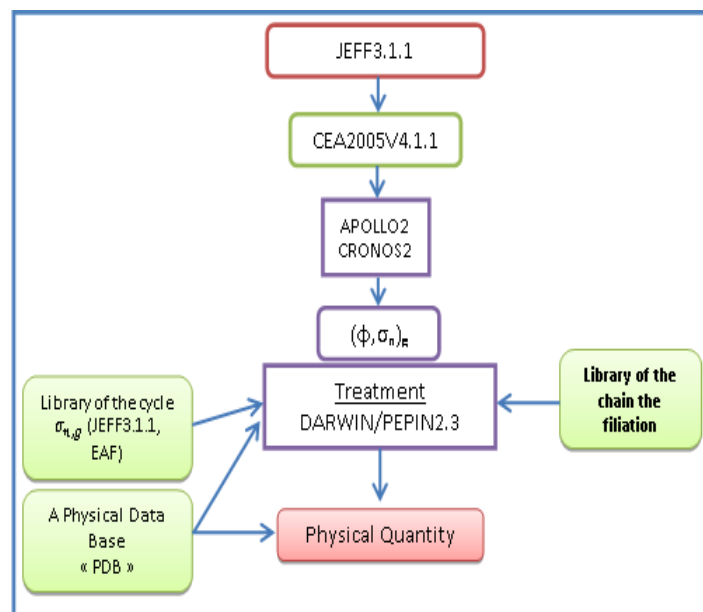 JEFF3.1.1
CEA2005V4.1.1
APOLLO2
CRONOS2
(ϕ,σₙ)g
Treatment
DARWIN/PEPIN2.3
Library of the cycle
σₙ,g (JEFF3.1.1,
EAF)
Library of the
chain the
filiation
A Physical Data
Base
« PDB »
Physical Quantity